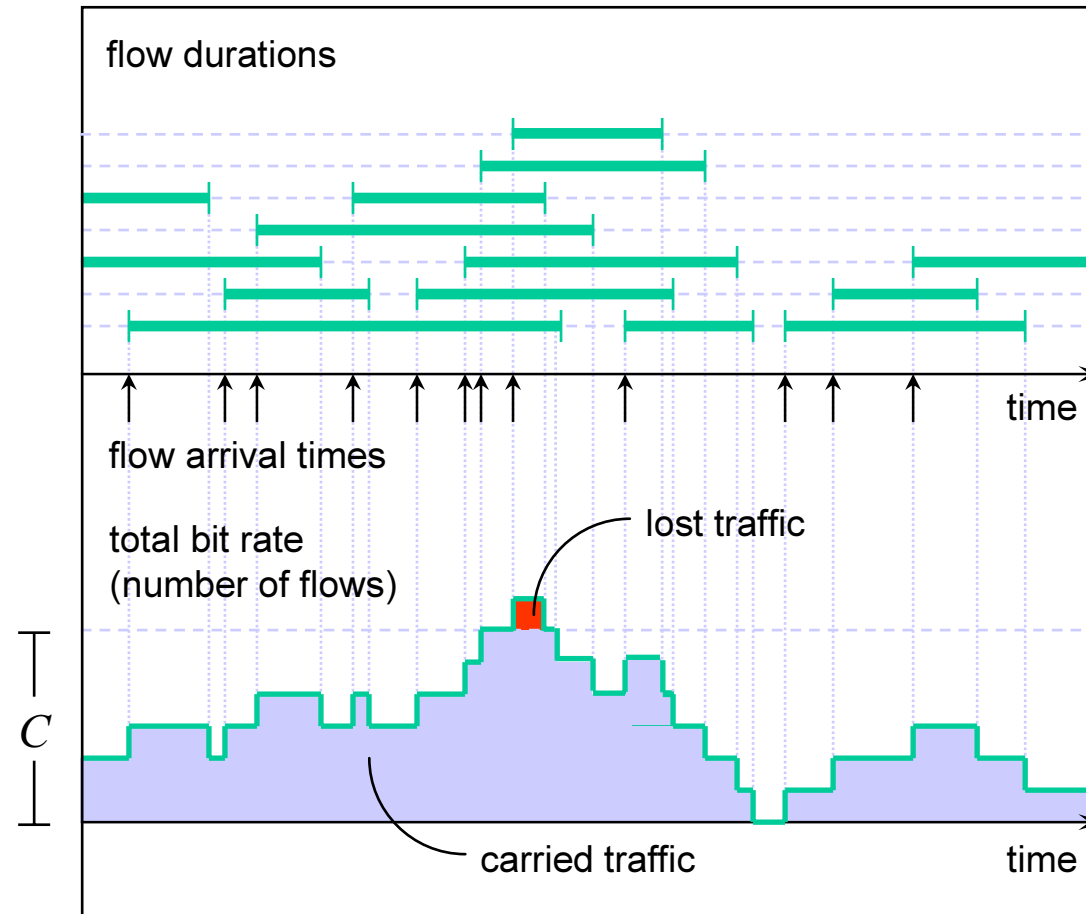 flow durations
time
flow arrival times
lost traffic
total bit rate
(number of flows)
C
carried traffic
time